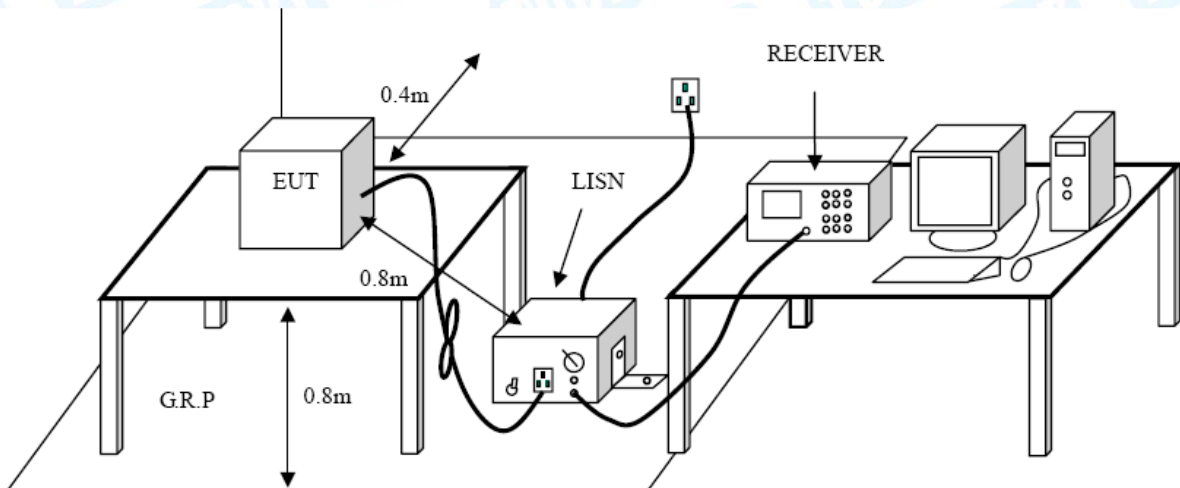 RECEIVER
0.4m
EUT
LISN
0.8m
G.R.P
0.8m